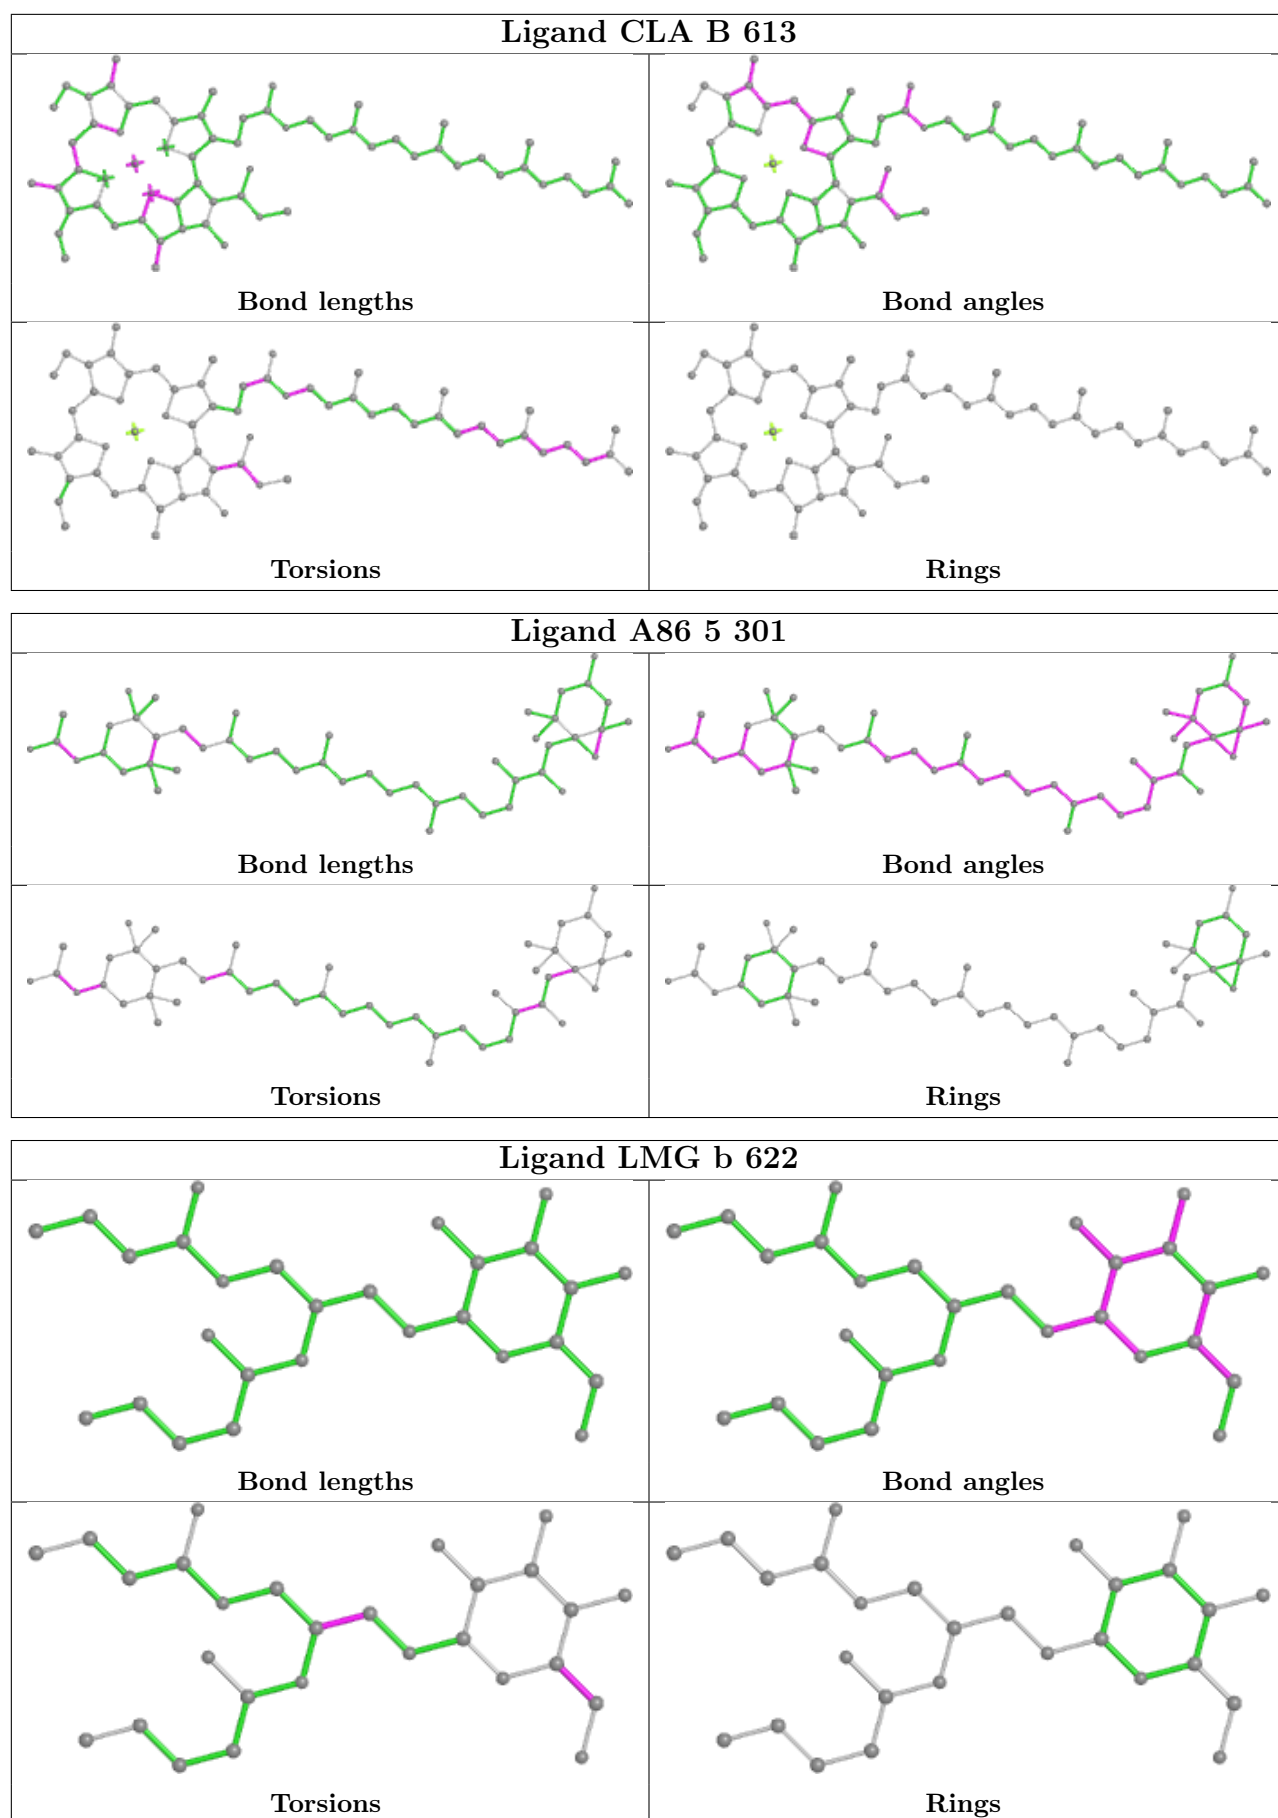 Ligand CLA B 613
Bond lengths
Bond angles
Torsions
Rings
Ligand A86 5 301
Bond lengths
Bond angles
Torsions
Rings
Ligand LMG b 622
Bond lengths
Bond angles
Torsions
Rings